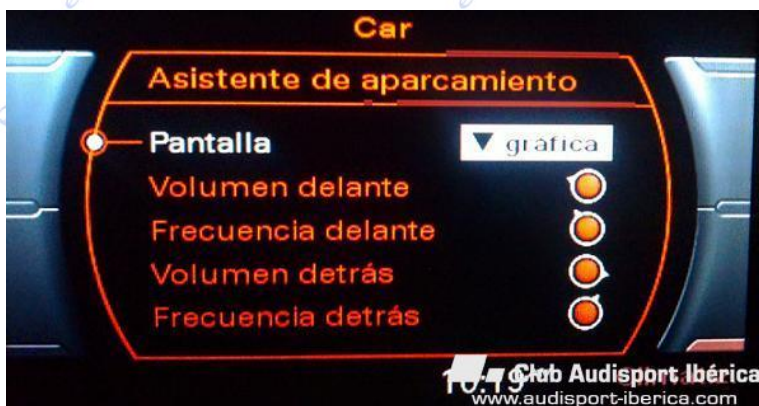 Car
Asistente de aparcamiento
Pantalla
gráfica
Volumen delante
Frecuencia delante
Volumen detrás
Frecuencia detrás
Club Audisport Ibérica
www.audisport-iberica.com